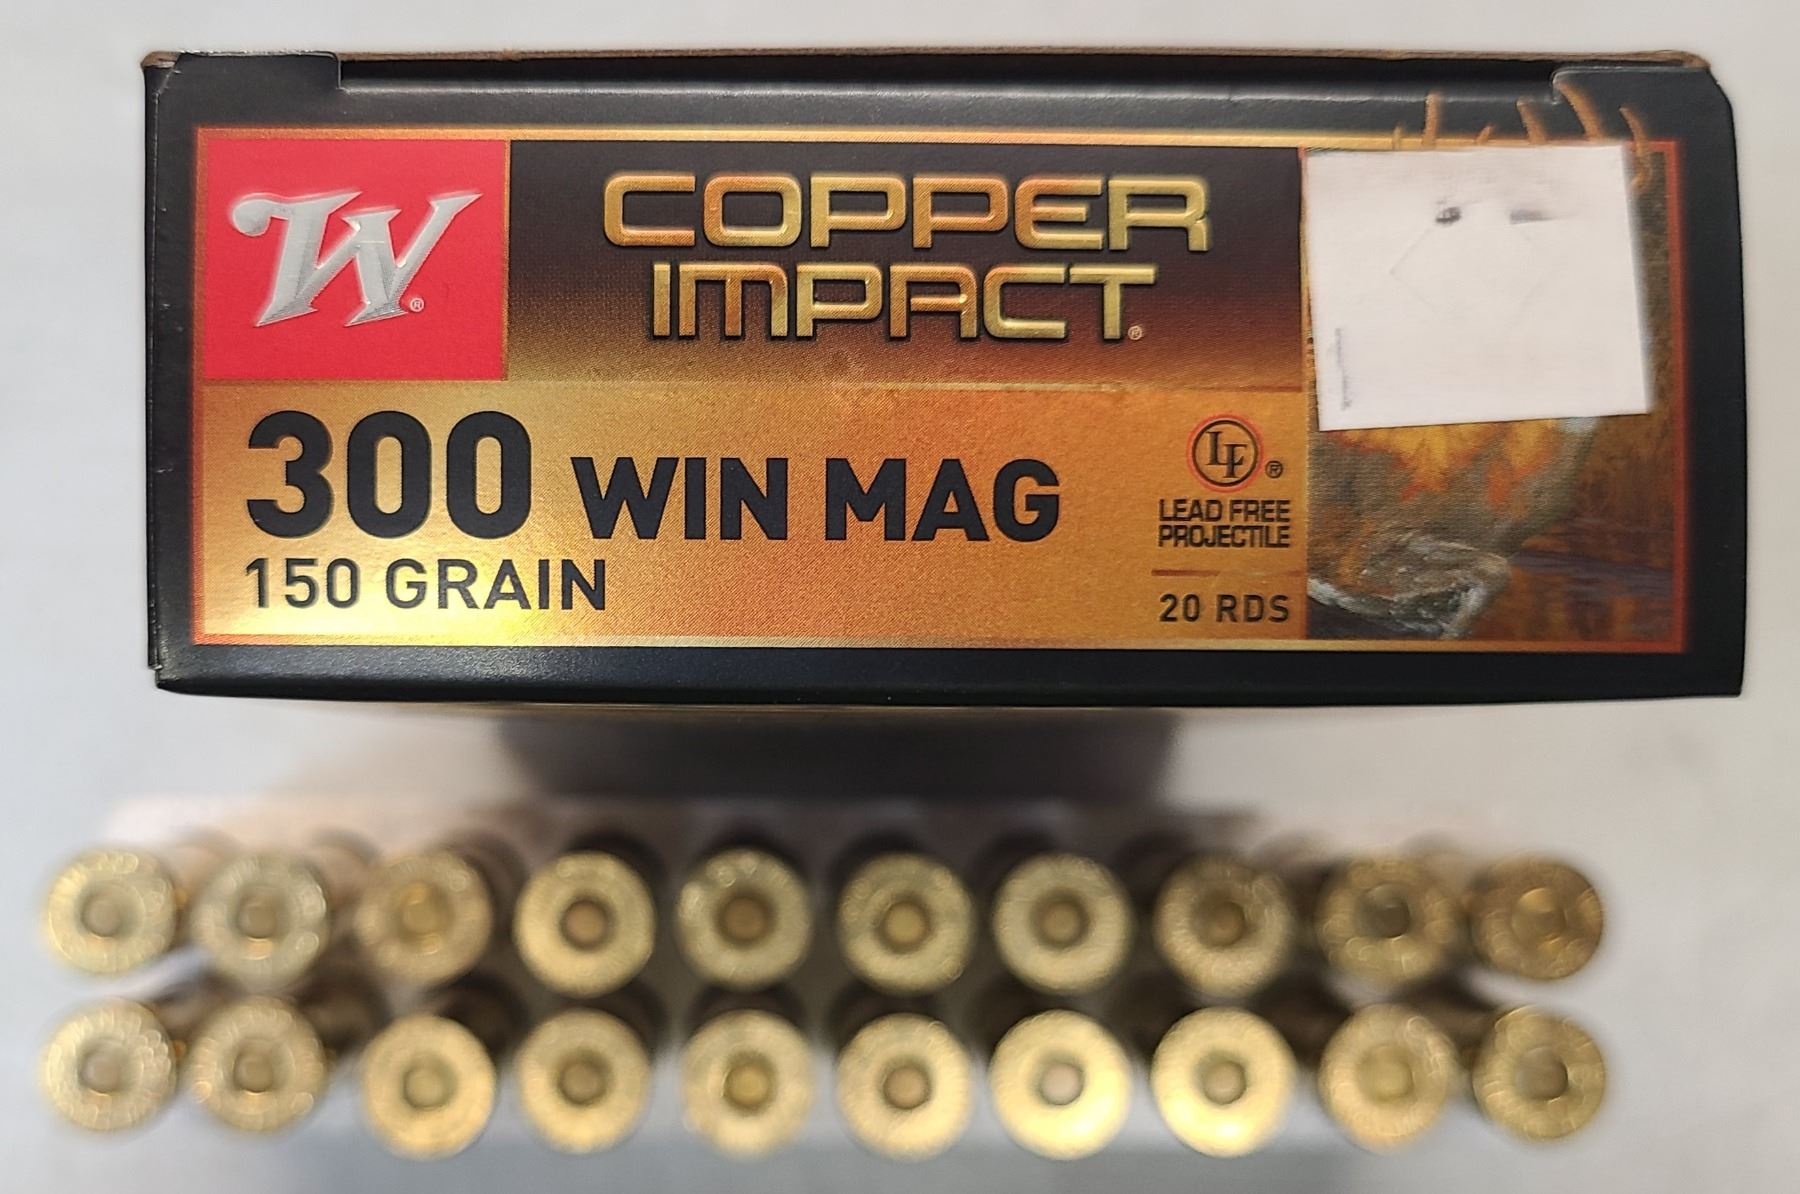 W®
COPPER
IMPACT®
300 WIN MAG
150 GRAIN
LF®
LEAD FREE
PROJECTILE
20 RDS